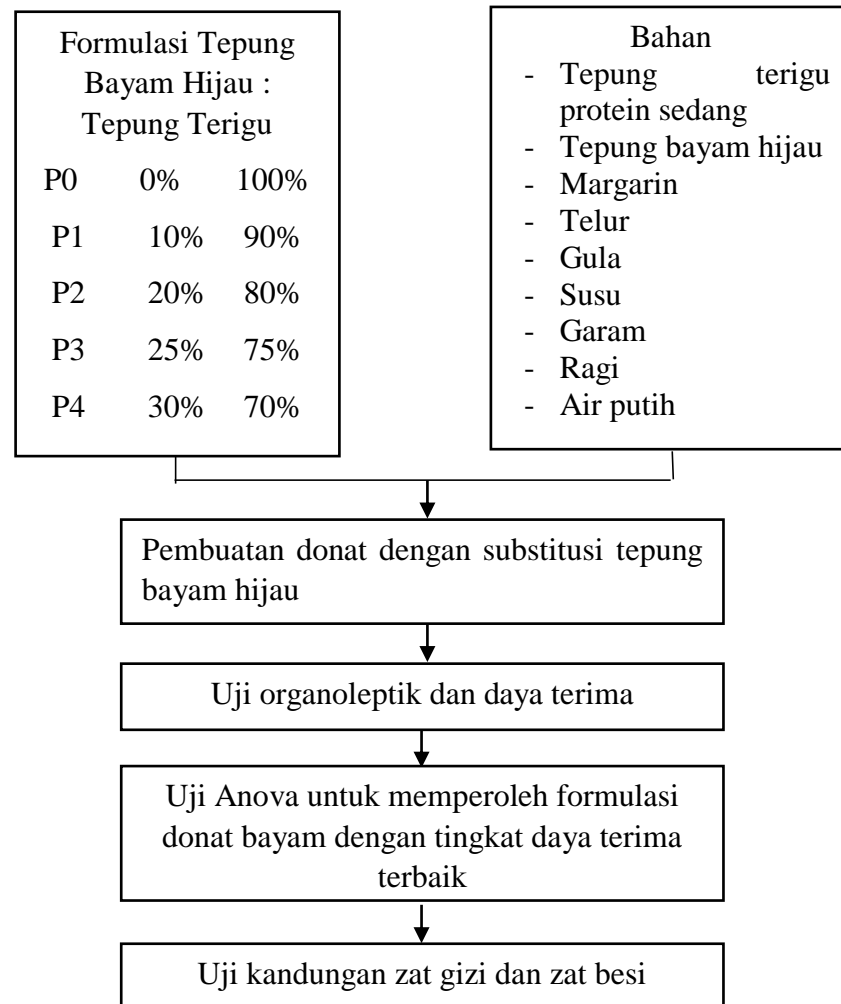 Formulasi Tepung
Bayam Hijau :
Tepung Terigu
P0 0% 100%
P1 10% 90%
P2 20% 80%
P3 25% 75%
P4 30% 70%
Bahan
- Tepung terigu
protein sedang
- Tepung bayam hijau
- Margarin
- Telur
- Gula
- Susu
- Garam
- Ragi
- Air putih
Pembuatan donat dengan substitusi tepung
bayam hijau
Uji organoleptik dan daya terima
Uji Anova untuk memperoleh formulasi
donat bayam dengan tingkat daya terima
terbaik
Uji kandungan zat gizi dan zat besi